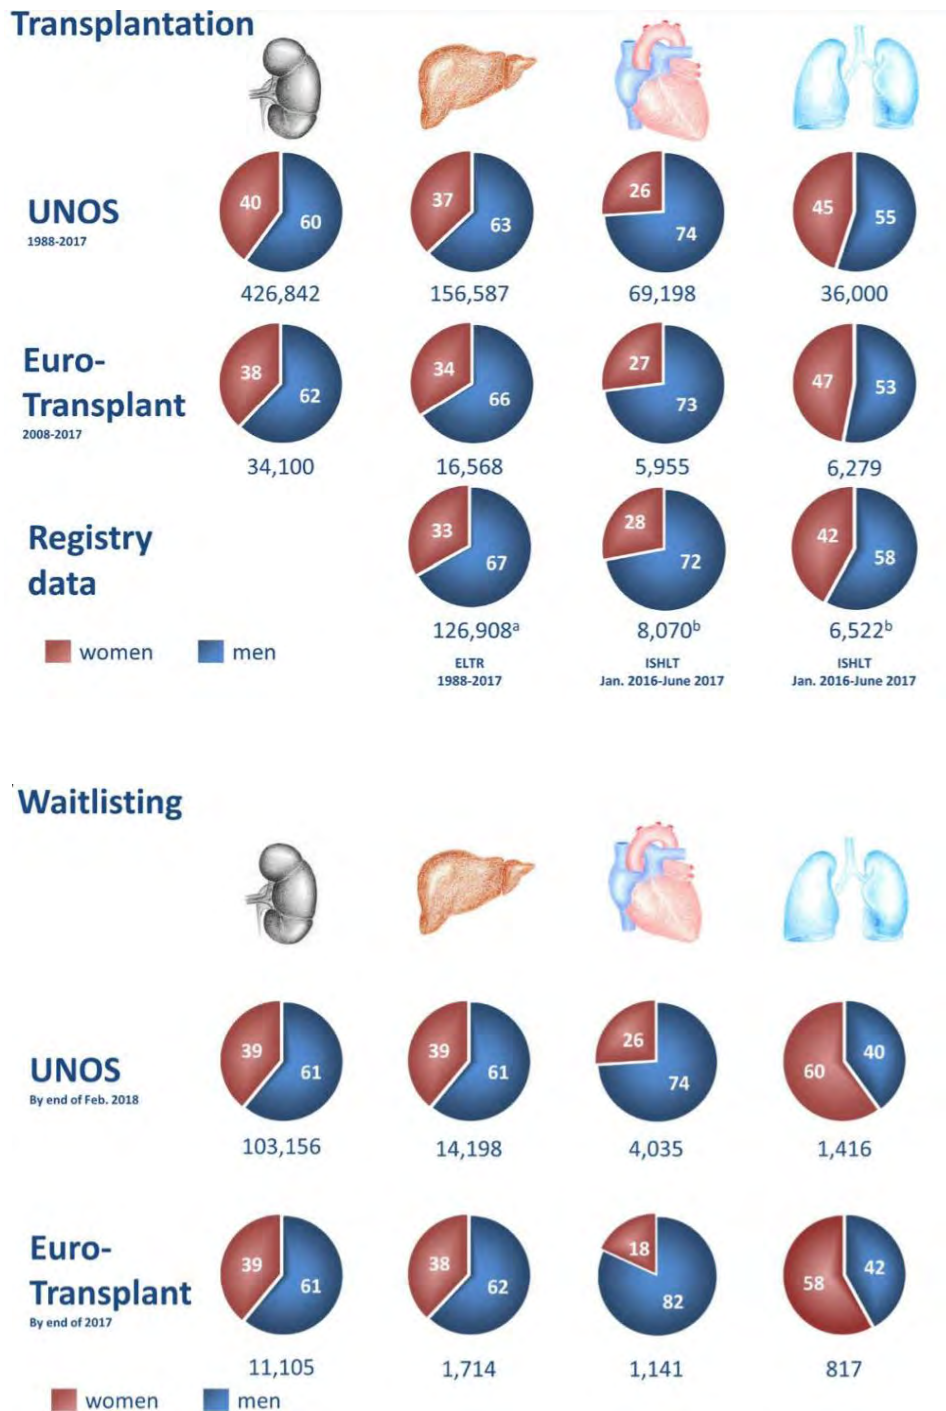 Transplantation
UNOS
1988-2017
40 60
37 63
26 74
45 55
426,842 156,587 69,198 36,000
Euro-
Transplant
2008-2017
38 62
34 66
27 73
47 53
34,100 16,568 5,955 6,279
Registry
data
33 67
28 72
42 58
126,908ᵃ 8,070ᵇ 6,522ᵇ
ELTR ISHLT ISHLT
1988-2017 Jan. 2016-June 2017 Jan. 2016-June 2017
women men
Waitlisting
UNOS
By end of Feb. 2018
39 61
39 61
26 74
60 40
103,156 14,198 4,035 1,416
Euro-
Transplant
By end of 2017
39 61
38 62
18 82
58 42
11,105 1,714 1,141 817
women men